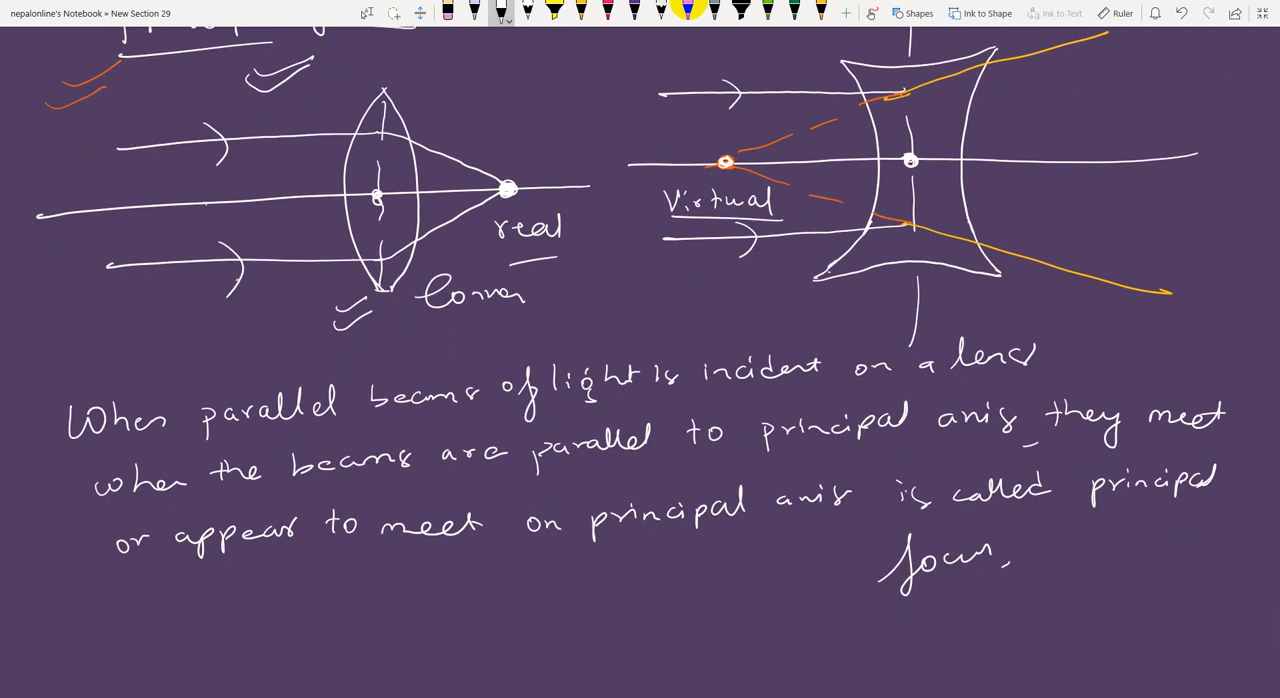 nepalonline's Notebook » New Section 29
Shapes Ink to Shape Ink to Text Ruler
real
Virtual
Convex
When parallel beams of light is incident on a lens
when the beams are parallel to principal axis, they meet
or appear to meet on principal axis is called principal
focus,